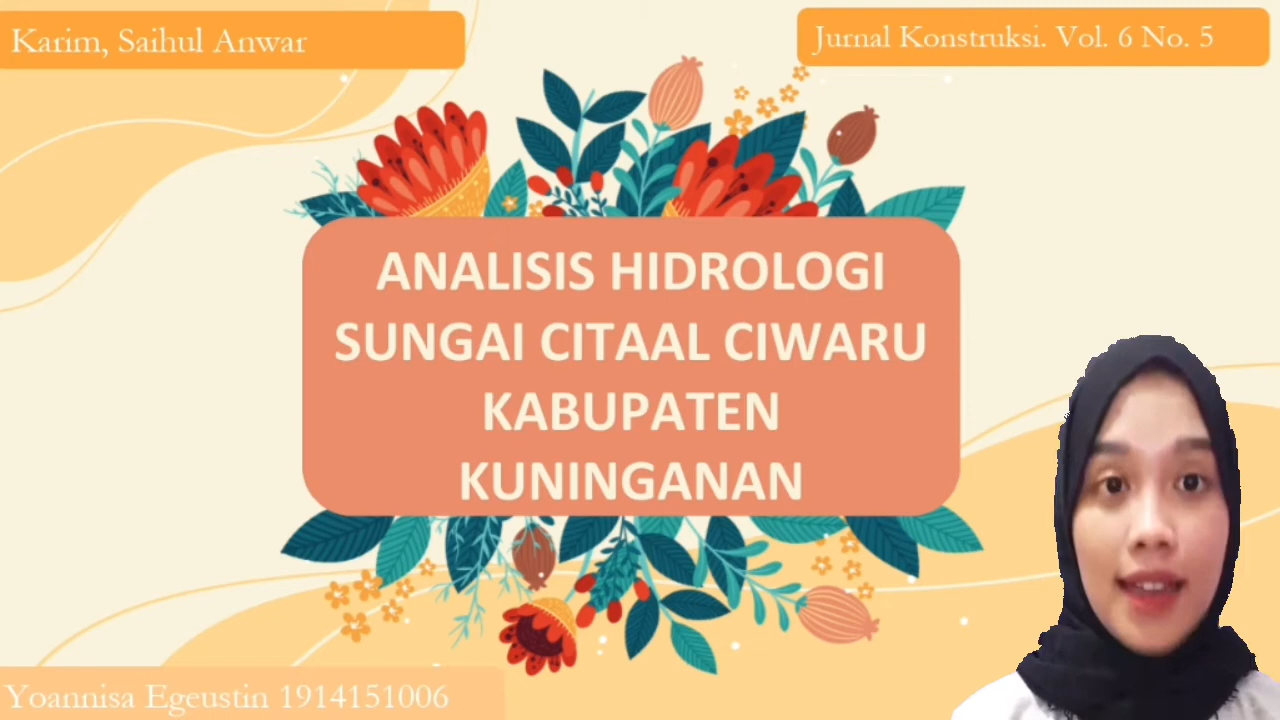 Karim, Saihul Anwar
Jurnal Konstruksi. Vol. 6 No. 5
ANALISIS HIDROLOGI
SUNGAI CITAAL CIWARU
KABUPATEN
KUNINGANAN
Yoannisa Egeustin 1914151006